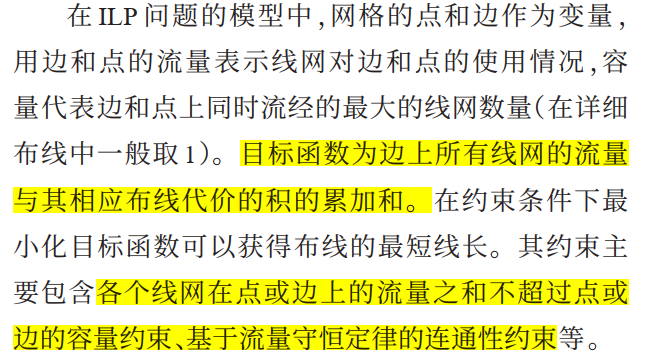 在 ILP 问题的模型中,网格的点和边作为变量,
用边和点的流量表示线网对边和点的使用情况,容
量代表边和点上同时流经的最大的线网数量(在详细
布线中一般取 1)。目标函数为边上所有线网的流量
与其相应布线代价的积的累加和。在约束条件下最
小化目标函数可以获得布线的最短线长。其约束主
要包含各个线网在点或边上的流量之和不超过点或
边的容量约束、基于流量守恒定律的连通性约束等。